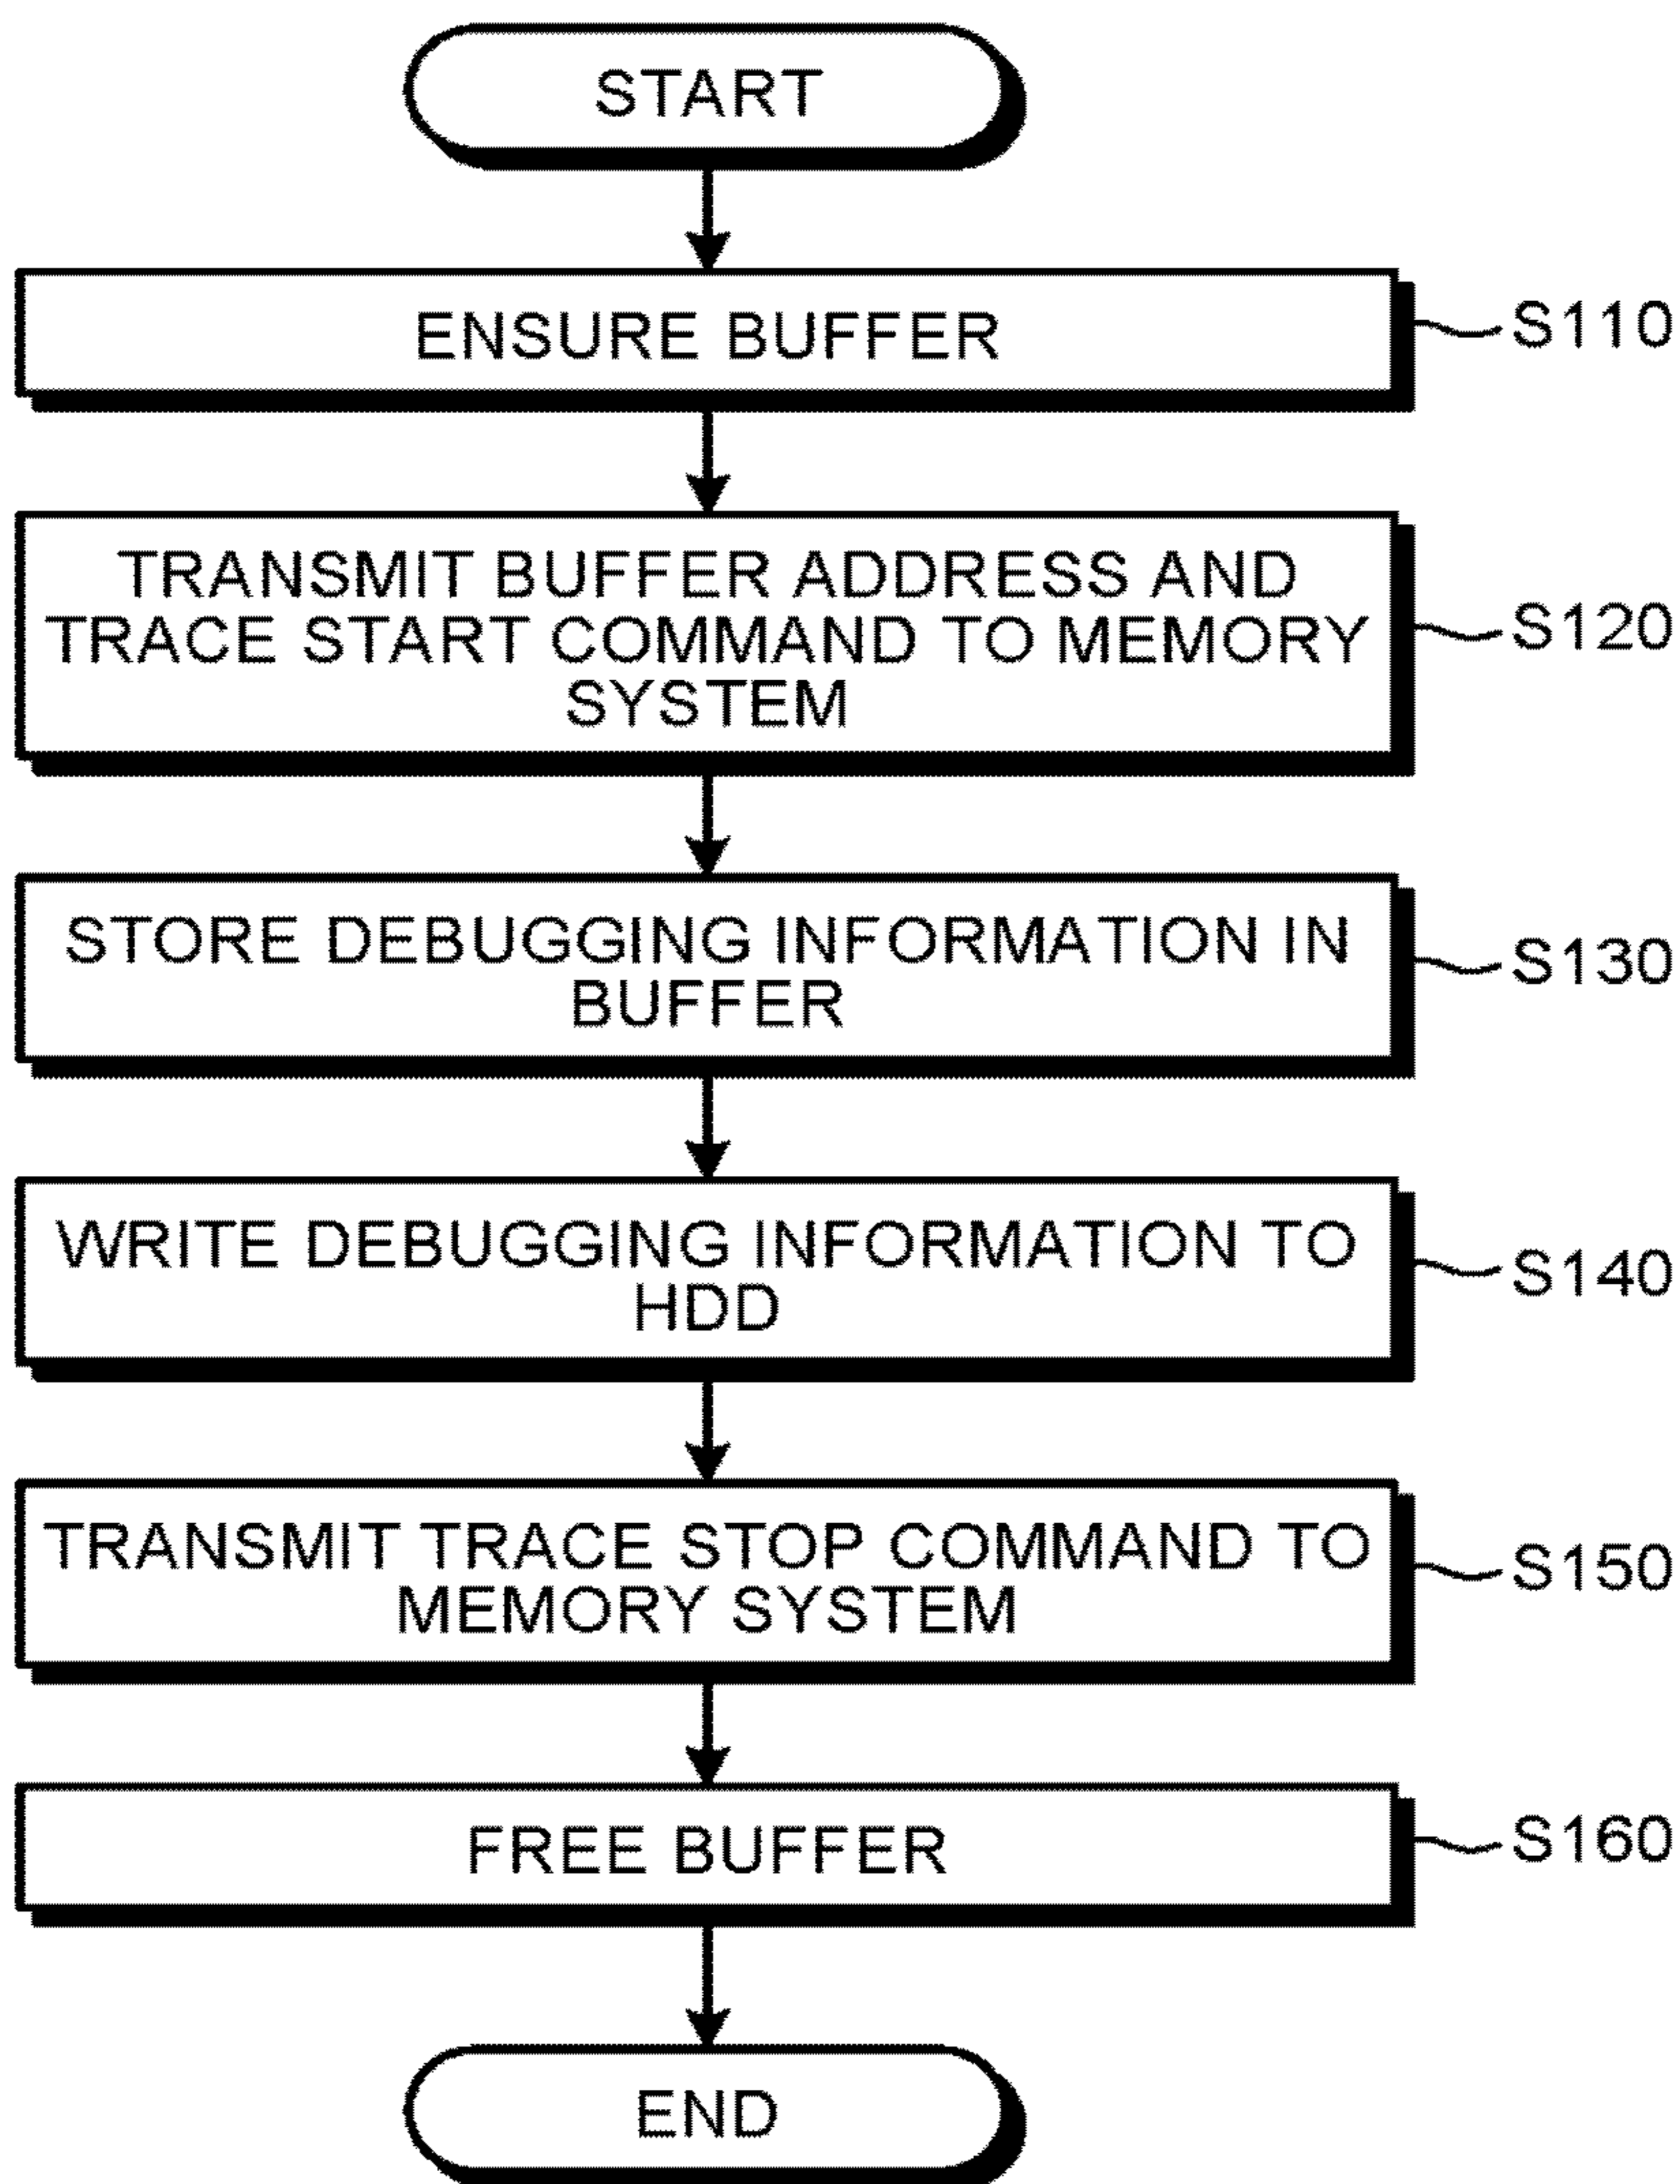 START
ENSURE BUFFER
S110
TRANSMIT BUFFER ADDRESS AND
TRACE START COMMAND TO MEMORY
SYSTEM
S120
STORE DEBUGGING INFORMATION IN
BUFFER
S130
WRITE DEBUGGING INFORMATION TO
HDD
S140
TRANSMIT TRACE STOP COMMAND TO
MEMORY SYSTEM
S150
FREE BUFFER
S160
END